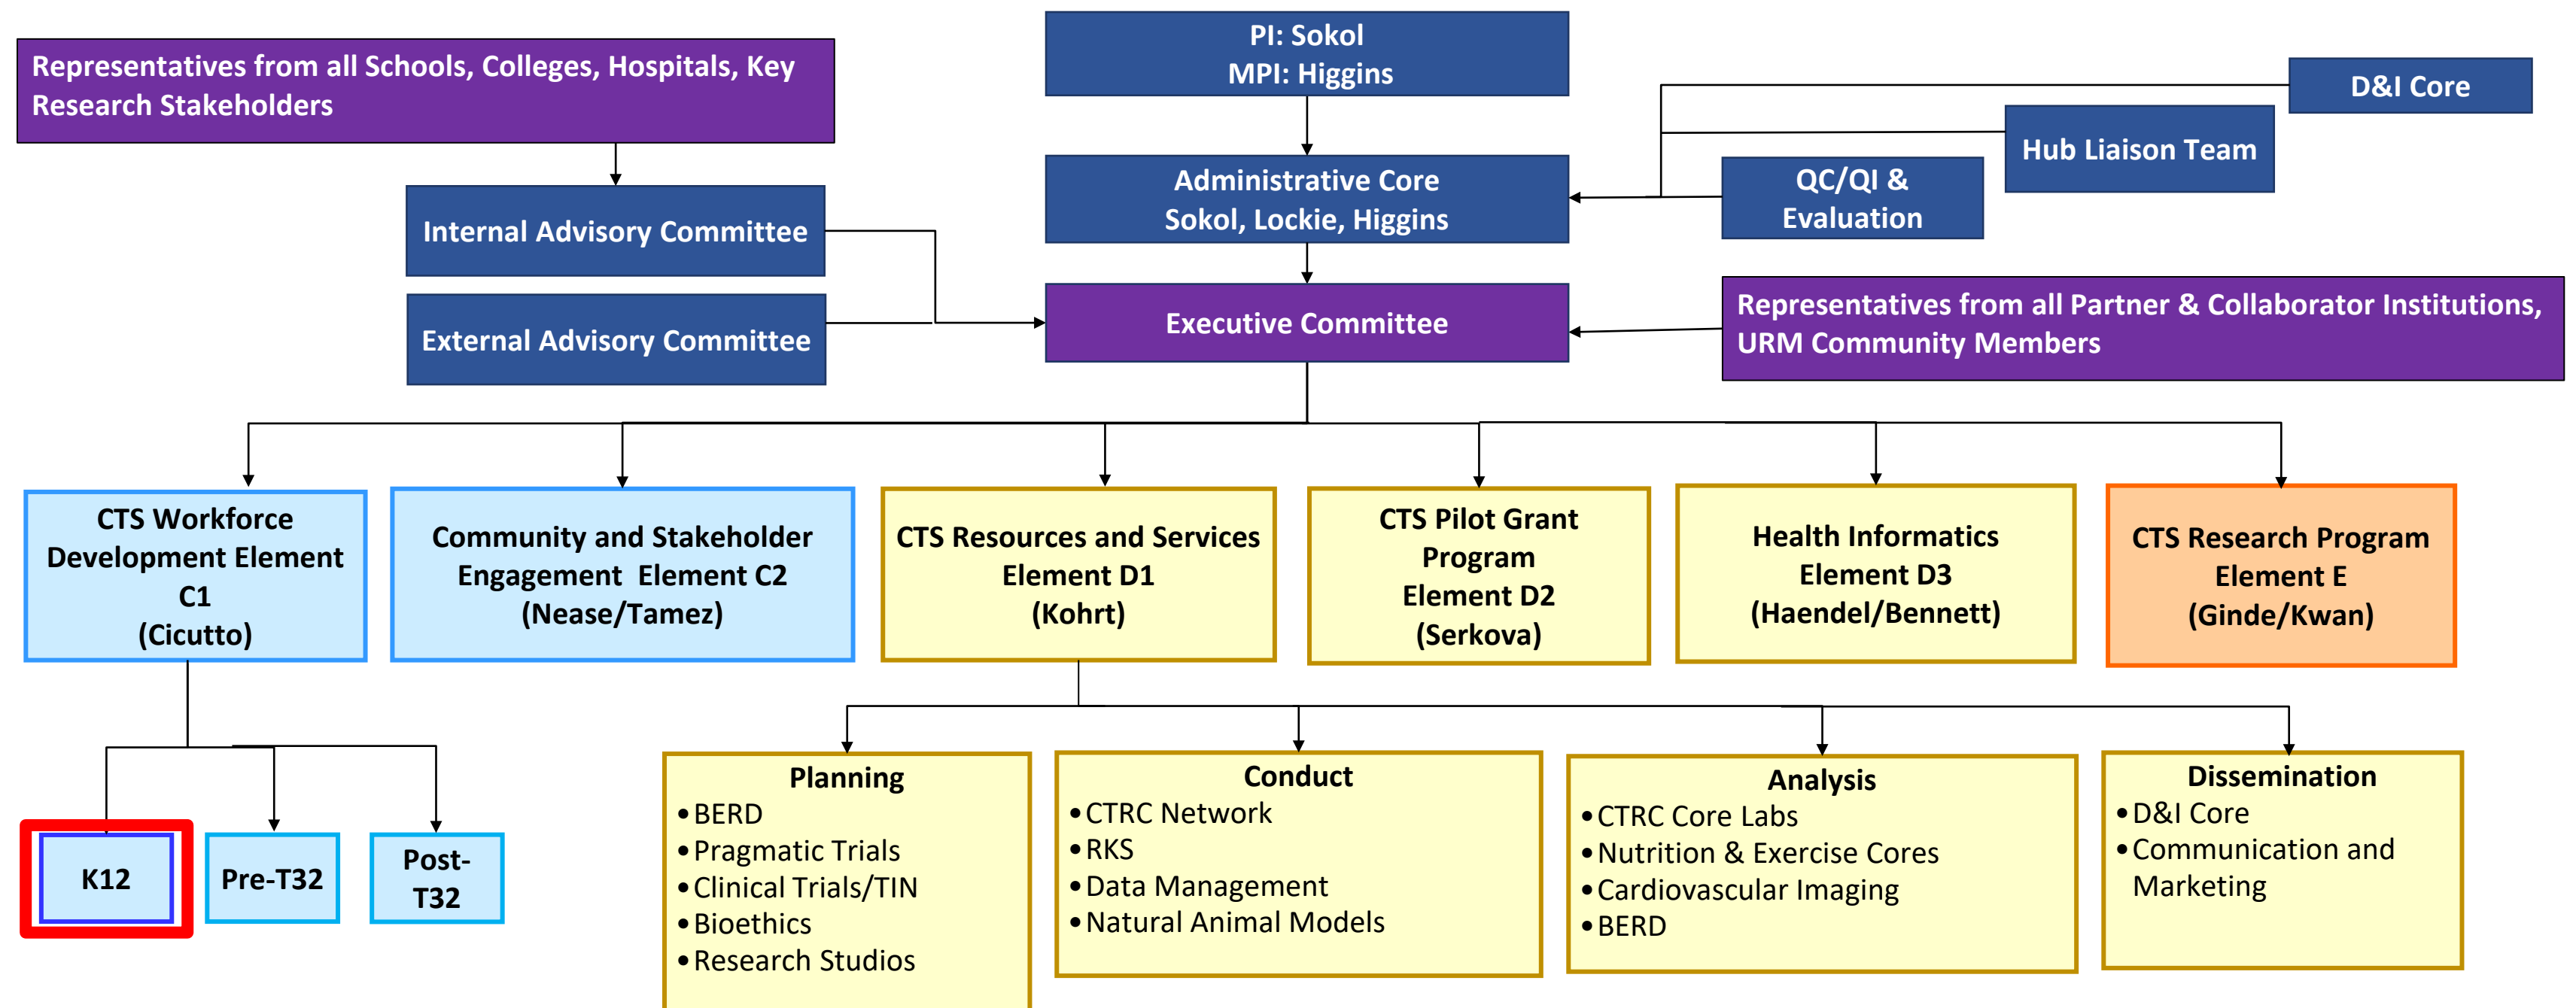 PI: Sokol
MPI: Higgins
Representatives from all Schools, Colleges, Hospitals, Key
Research Stakeholders
D&I Core
Hub Liaison Team
Administrative Core
Sokol, Lockie, Higgins
QC/QI &
Evaluation
Internal Advisory Committee
External Advisory Committee
Executive Committee
Representatives from all Partner & Collaborator Institutions,
URM Community Members
CTS Workforce
Development Element
C1
(Cicutto)
Community and Stakeholder
Engagement Element C2
(Nease/Tamez)
CTS Resources and Services
Element D1
(Kohrt)
CTS Pilot Grant
Program
Element D2
(Serkova)
Health Informatics
Element D3
(Haendel/Bennett)
CTS Research Program
Element E
(Ginde/Kwan)
K12
Pre-T32
Post-
T32
Planning
•BERD
•Pragmatic Trials
•Clinical Trials/TIN
•Bioethics
•Research Studios
Conduct
•CTRC Network
•RKS
•Data Management
•Natural Animal Models
Analysis
•CTRC Core Labs
•Nutrition & Exercise Cores
•Cardiovascular Imaging
•BERD
Dissemination
•D&I Core
•Communication and
Marketing